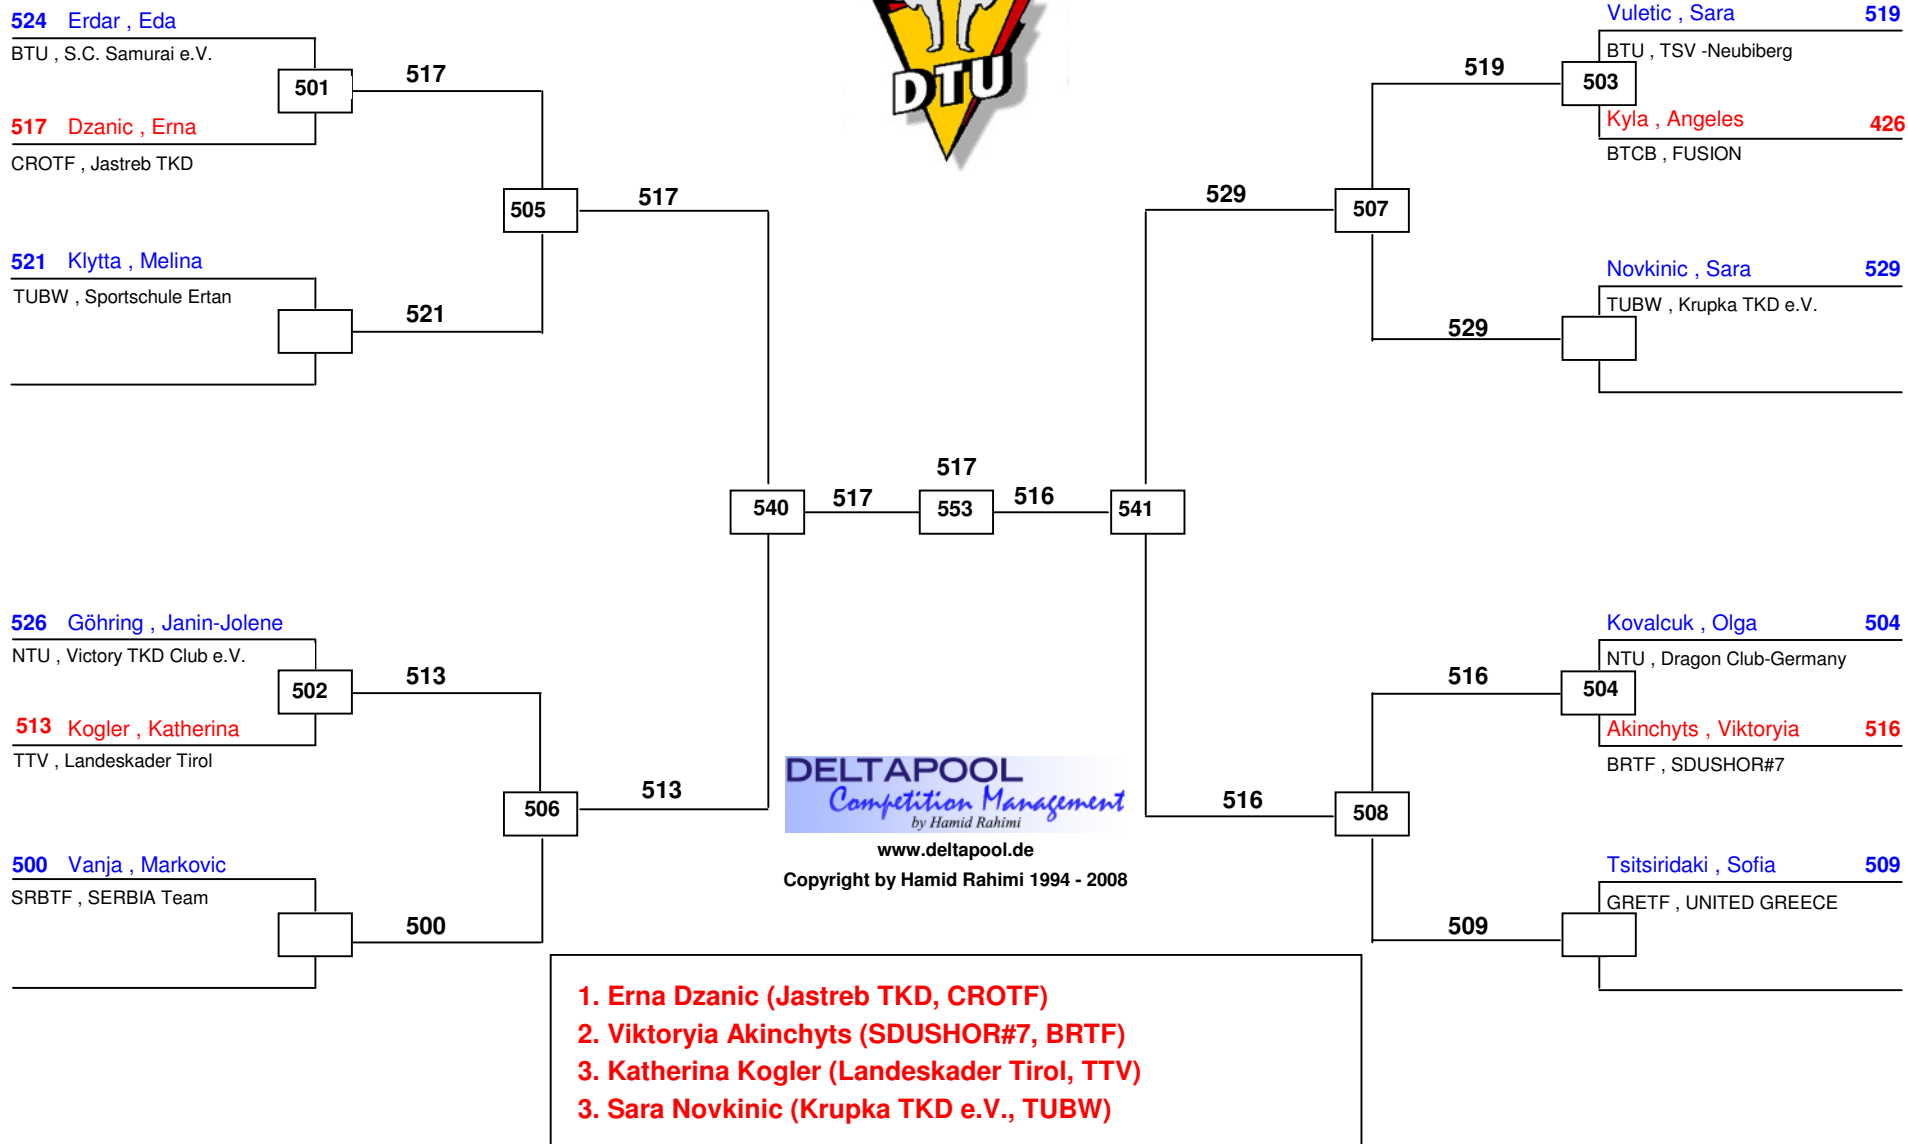 524 Erdar , Eda
BTU , S.C. Samurai e.V.
501
517
517 Dzanic , Erna
CROTF , Jastreb TKD
505
517
521 Klytta , Melina
TUBW , Sportschule Ertan
521
526 Göhring , Janin-Jolene
NTU , Victory TKD Club e.V.
502
513
513 Kogler , Katherina
TTV , Landeskader Tirol
506
513
500 Vanja , Markovic
SRBTF , SERBIA Team
500
DTU
540
517
517
553
516
541
Vuletic , Sara 519
BTU , TSV -Neubiberg
519
503
Kyla , Angeles 426
BTCB , FUSION
529
507
Novkinic , Sara 529
TUBW , Krupka TKD e.V.
529
Kovalcuk , Olga 504
NTU , Dragon Club-Germany
516
504
Akinchyts , Viktoryia 516
BRTF , SDUSHOR#7
516
508
Tsitsiridaki , Sofia 509
GRETF , UNITED GREECE
509
DELTAPOOL
Competition Management
by Hamid Rahimi
www.deltapool.de
Copyright by Hamid Rahimi 1994 - 2008
1. Erna Dzanic (Jastreb TKD, CROTF)
2. Viktoryia Akinchyts (SDUSHOR#7, BRTF)
3. Katherina Kogler (Landeskader Tirol, TTV)
3. Sara Novkinic (Krupka TKD e.V., TUBW)